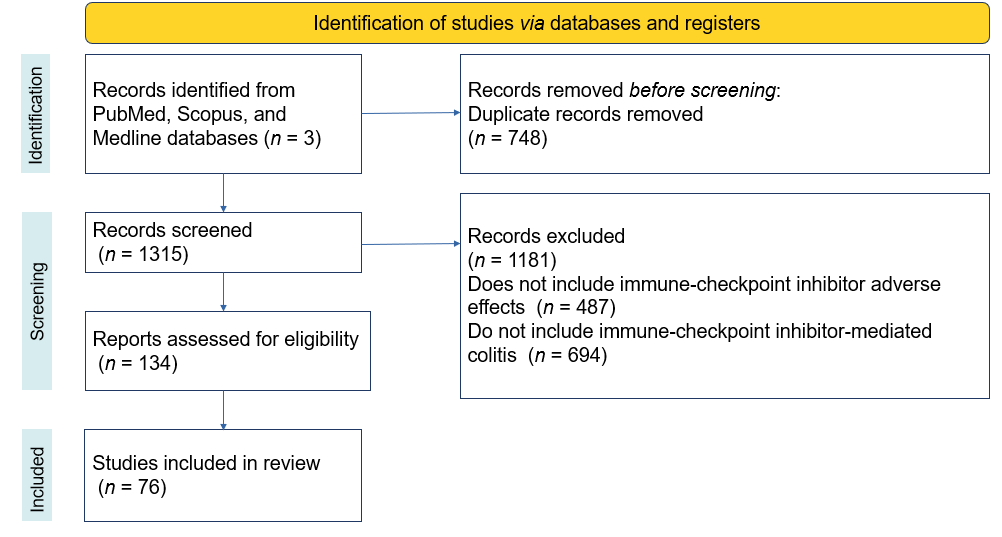 Identification of studies via databases and registers
Identification
Records identified from
PubMed, Scopus, and
Medline databases (n = 3)
Records removed before screening:
Duplicate records removed
(n = 748)
Screening
Records screened
(n = 1315)
Records excluded
(n = 1181)
Does not include immune-checkpoint inhibitor adverse
effects (n = 487)
Do not include immune-checkpoint inhibitor-mediated
colitis (n = 694)
Reports assessed for eligibility
(n = 134)
Included
Studies included in review
(n = 76)